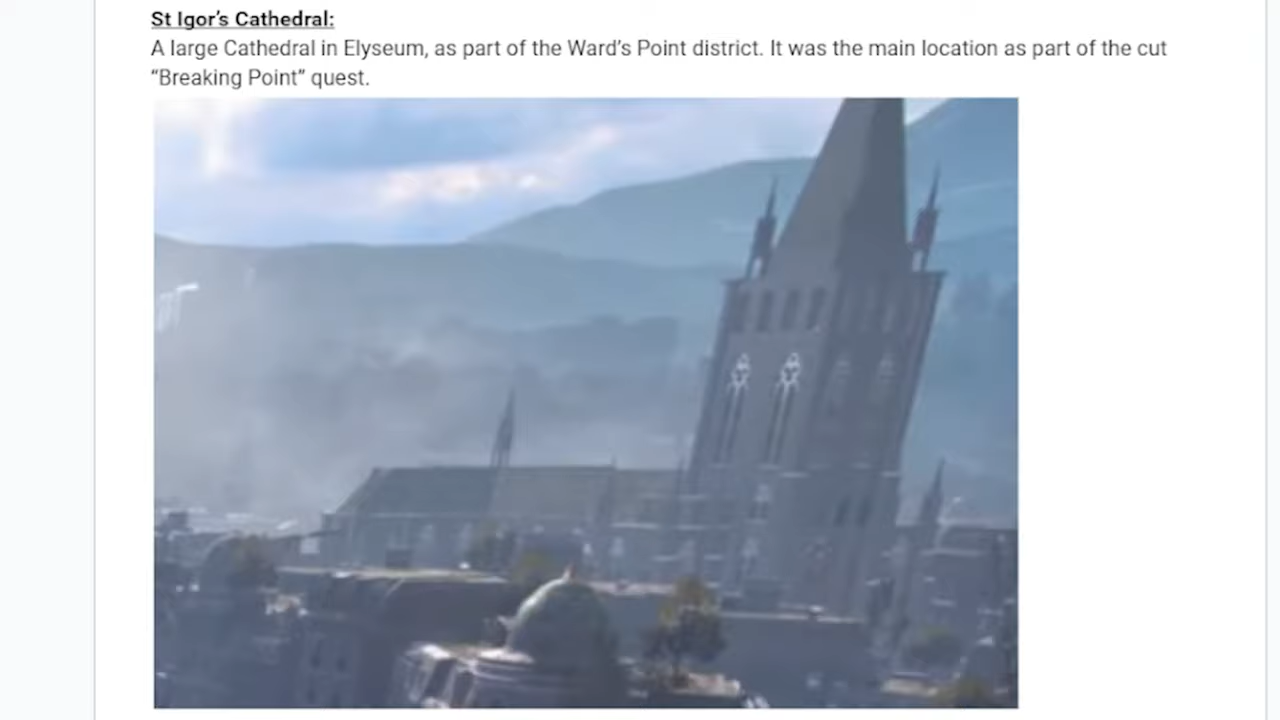 St Igor’s Cathedral:
A large Cathedral in Elyseum, as part of the Ward’s Point district. It was the main location as part of the cut
“Breaking Point” quest.